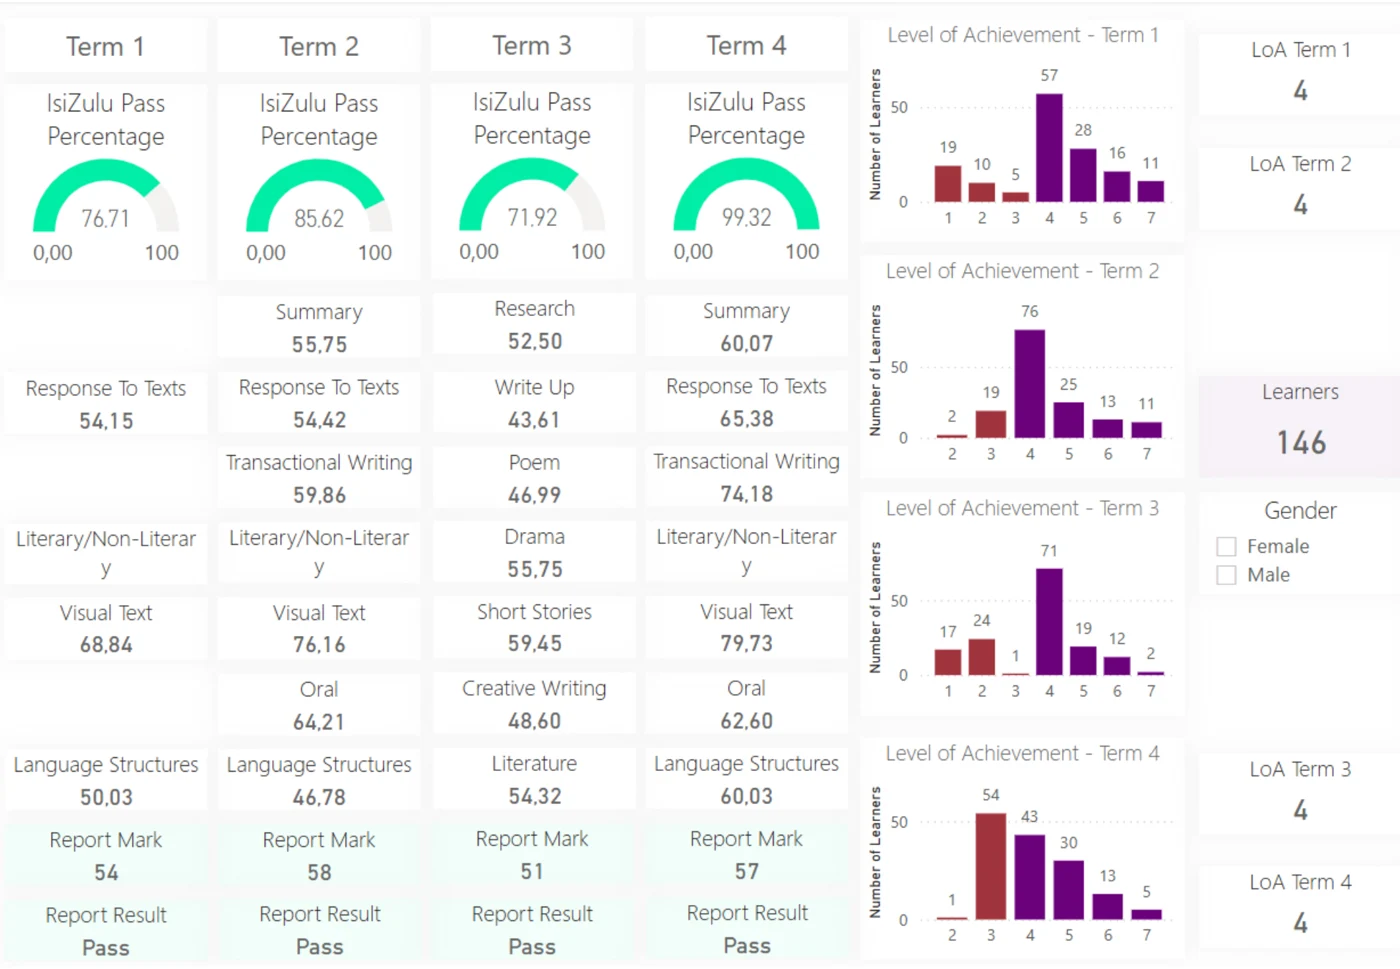 Term 1
IsiZulu Pass
Percentage
76,71
0,00 100
Response To Texts
54,15
Literary/Non-Literar
y
Visual Text
68,84
Language Structures
50,03
Report Mark
54
Report Result
Pass
Term 2
IsiZulu Pass
Percentage
85,62
0,00 100
Summary
55,75
Response To Texts
54,42
Transactional Writing
59,86
Literary/Non-Literar
y
Visual Text
76,16
Oral
64,21
Language Structures
46,78
Report Mark
58
Report Result
Pass
Term 3
IsiZulu Pass
Percentage
71,92
0,00 100
Research
52,50
Write Up
43,61
Poem
46,99
Drama
55,75
Short Stories
59,45
Creative Writing
48,60
Literature
54,32
Report Mark
51
Report Result
Pass
Term 4
IsiZulu Pass
Percentage
99,32
0,00 100
Summary
60,07
Response To Texts
65,38
Transactional Writing
74,18
Literary/Non-Literar
y
Visual Text
79,73
Oral
62,60
Language Structures
60,03
Report Mark
57
Report Result
Pass
Level of Achievement - Term 1
Number of Learners
50
0
19 10 5 57 28 16 11
1 2 3 4 5 6 7
Level of Achievement - Term 2
Number of Learners
50
0
2 19 76 25 13 11
2 3 4 5 6 7
Level of Achievement - Term 3
Number of Learners
50
0
17 24 1 71 19 12 2
1 2 3 4 5 6 7
Level of Achievement - Term 4
Number of Learners
50
0
1 54 43 30 13 5
2 3 4 5 6 7
LoA Term 1
4
LoA Term 2
4
Learners
146
Gender
Female
Male
LoA Term 3
4
LoA Term 4
4